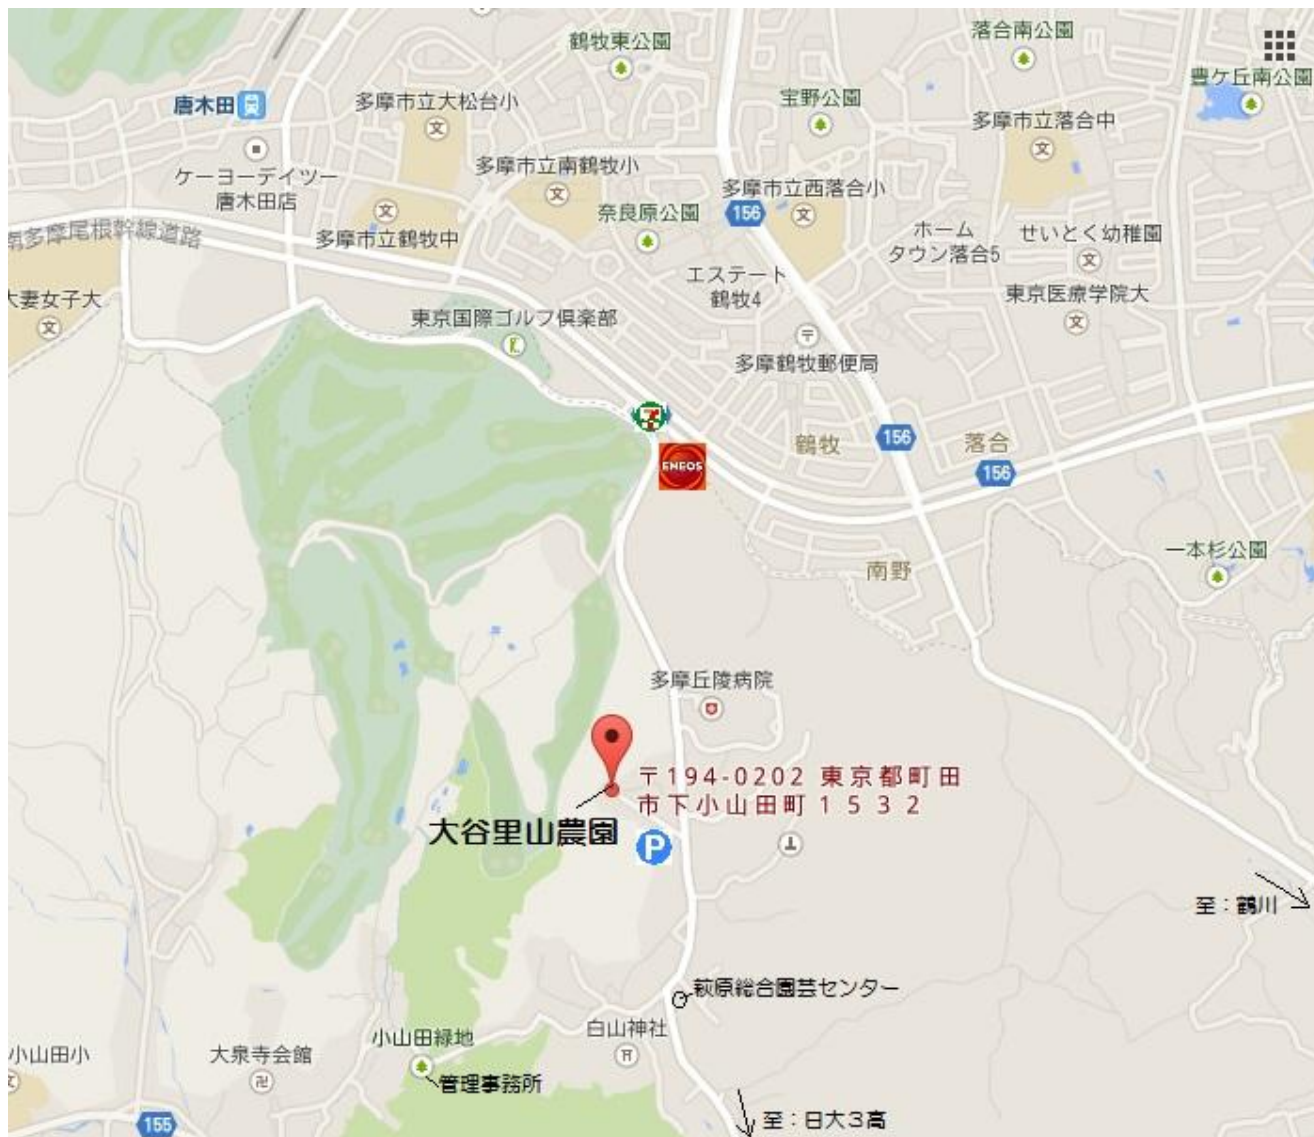 鶴牧東公園
落合南公園
豊ケ丘南公園
唐木田
多摩市立大松台小
文
宝野公園
多摩市立落合中
文
ケーヨーデイツー
唐木田店
多摩市立南鶴牧小
文
多摩市立西落合小
文
156
奈良原公園
文
多摩市立鶴牧中
南多摩尾根幹線道路
ホーム
タウン落合5
せいとく幼稚園
文
エステート
鶴牧4
東京医療学院大
文
大妻女子大
文
東京国際ゴルフ倶楽部
〒
多摩鶴牧郵便局
7
ENEOS
鶴牧
156
落合
156
一本杉公園
南野
多摩丘陵病院
〒194-0202 東京都町田
市下小山田町1532
大谷里山農園
P
至:鶴川
萩原総合園芸センター
白山神社
小山田緑地
管理事務所
小山田小
文
大泉寺会館
卍
155
至:日大3高